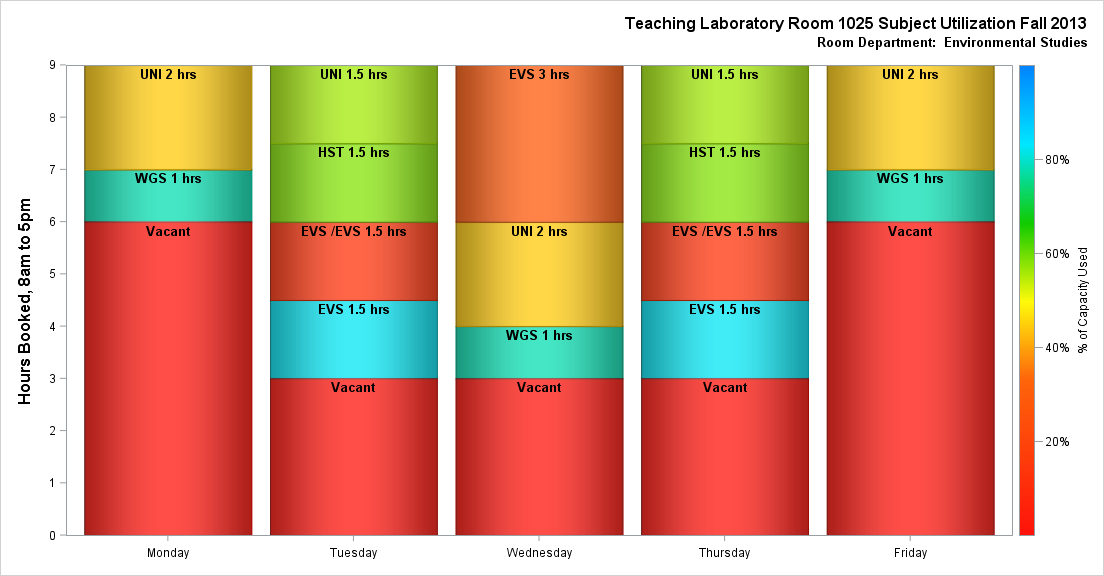 Teaching Laboratory Room 1025 Subject Utilization Fall 2013
Room Department:  Environmental Studies
Hours Booked, 8am to 5pm
9
8
7
6
5
4
3
2
1
0
UNI 2 hrs
WGS 1 hrs
Vacant
UNI 1.5 hrs
HST 1.5 hrs
EVS /EVS 1.5 hrs
EVS 1.5 hrs
Vacant
EVS 3 hrs
UNI 2 hrs
WGS 1 hrs
Vacant
UNI 1.5 hrs
HST 1.5 hrs
EVS /EVS 1.5 hrs
EVS 1.5 hrs
Vacant
UNI 2 hrs
WGS 1 hrs
Vacant
Monday
Tuesday
Wednesday
Thursday
Friday
80%
60%
40%
20%
% of Capacity Used